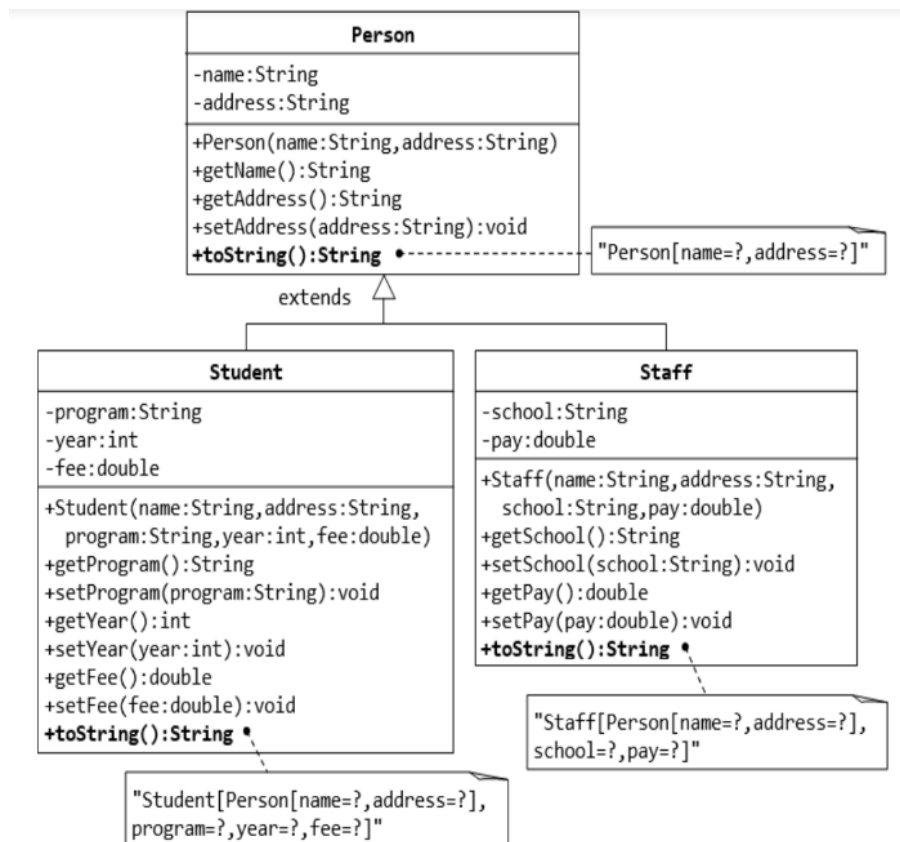 Person
-name:String
-address:String
+Person(name:String,address:String)
+getName():String
+getAddress():String
+setAddress(address:String):void
+toString():String
"Person[name=?,address=?]"
extends
Student
-program:String
-year:int
-fee:double
+Student(name:String,address:String,
program:String,year:int,fee:double)
+getProgram():String
+setProgram(program:String):void
+getYear():int
+setYear(year:int):void
+getFee():double
+setFee(fee:double):void
+toString():String
"Student[Person[name=?,address=?],
program=?,year=?,fee=?]"
Staff
-school:String
-pay:double
+Staff(name:String,address:String,
school:String,pay:double)
+getSchool():String
+setSchool(school:String):void
+getPay():double
+setPay(pay:double):void
+toString():String
"Staff[Person[name=?,address=?],
school=?,pay=?]"